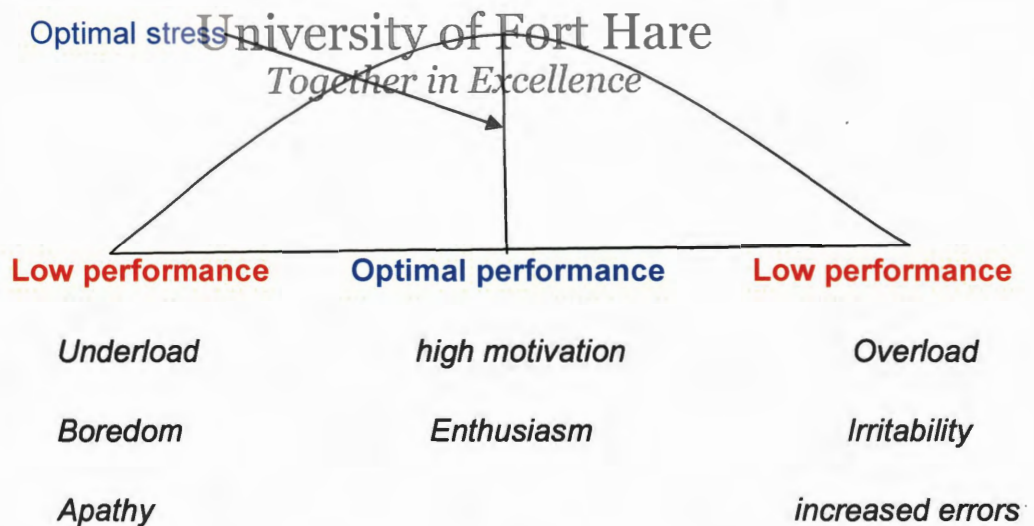 Optimal stress University of Fort Hare
Together in Excellence
Low performance Optimal performance Low performance
Underload high motivation Overload
Boredom Enthusiasm Irritability
Apathy increased errors